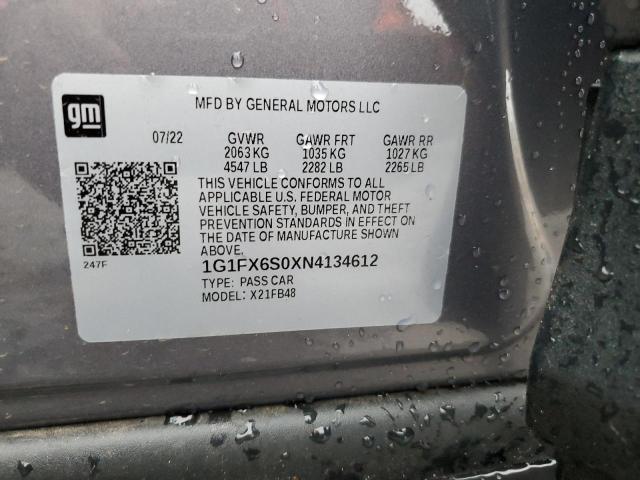 gm
MFD BY GENERAL MOTORS LLC
07/22 GVWR GAWR FRT GAWR RR
2063 KG 1035 KG 1027 KG
4547 LB 2282 LB 2265 LB
THIS VEHICLE CONFORMS TO ALL
APPLICABLE U.S. FEDERAL MOTOR
VEHICLE SAFETY, BUMPER, AND THEFT
PREVENTION STANDARDS IN EFFECT ON
THE DATE OF MANUFACTURE SHOWN
ABOVE.
247F
1G1FX6S0XN4134612
TYPE: PASS CAR
MODEL: X21FB48